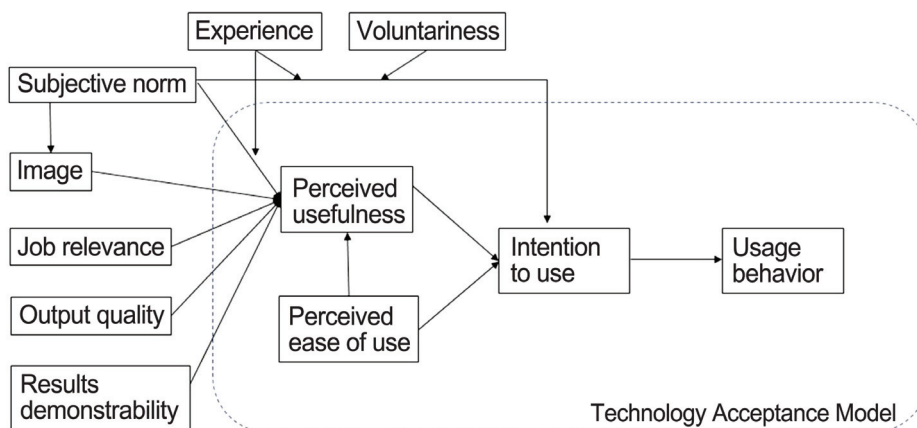 Experience
Voluntariness
Subjective norm
Image
Perceived
usefulness
Job relevance
Intention
to use
Usage
behavior
Output quality
Perceived
ease of use
Results
demonstrability
Technology Acceptance Model